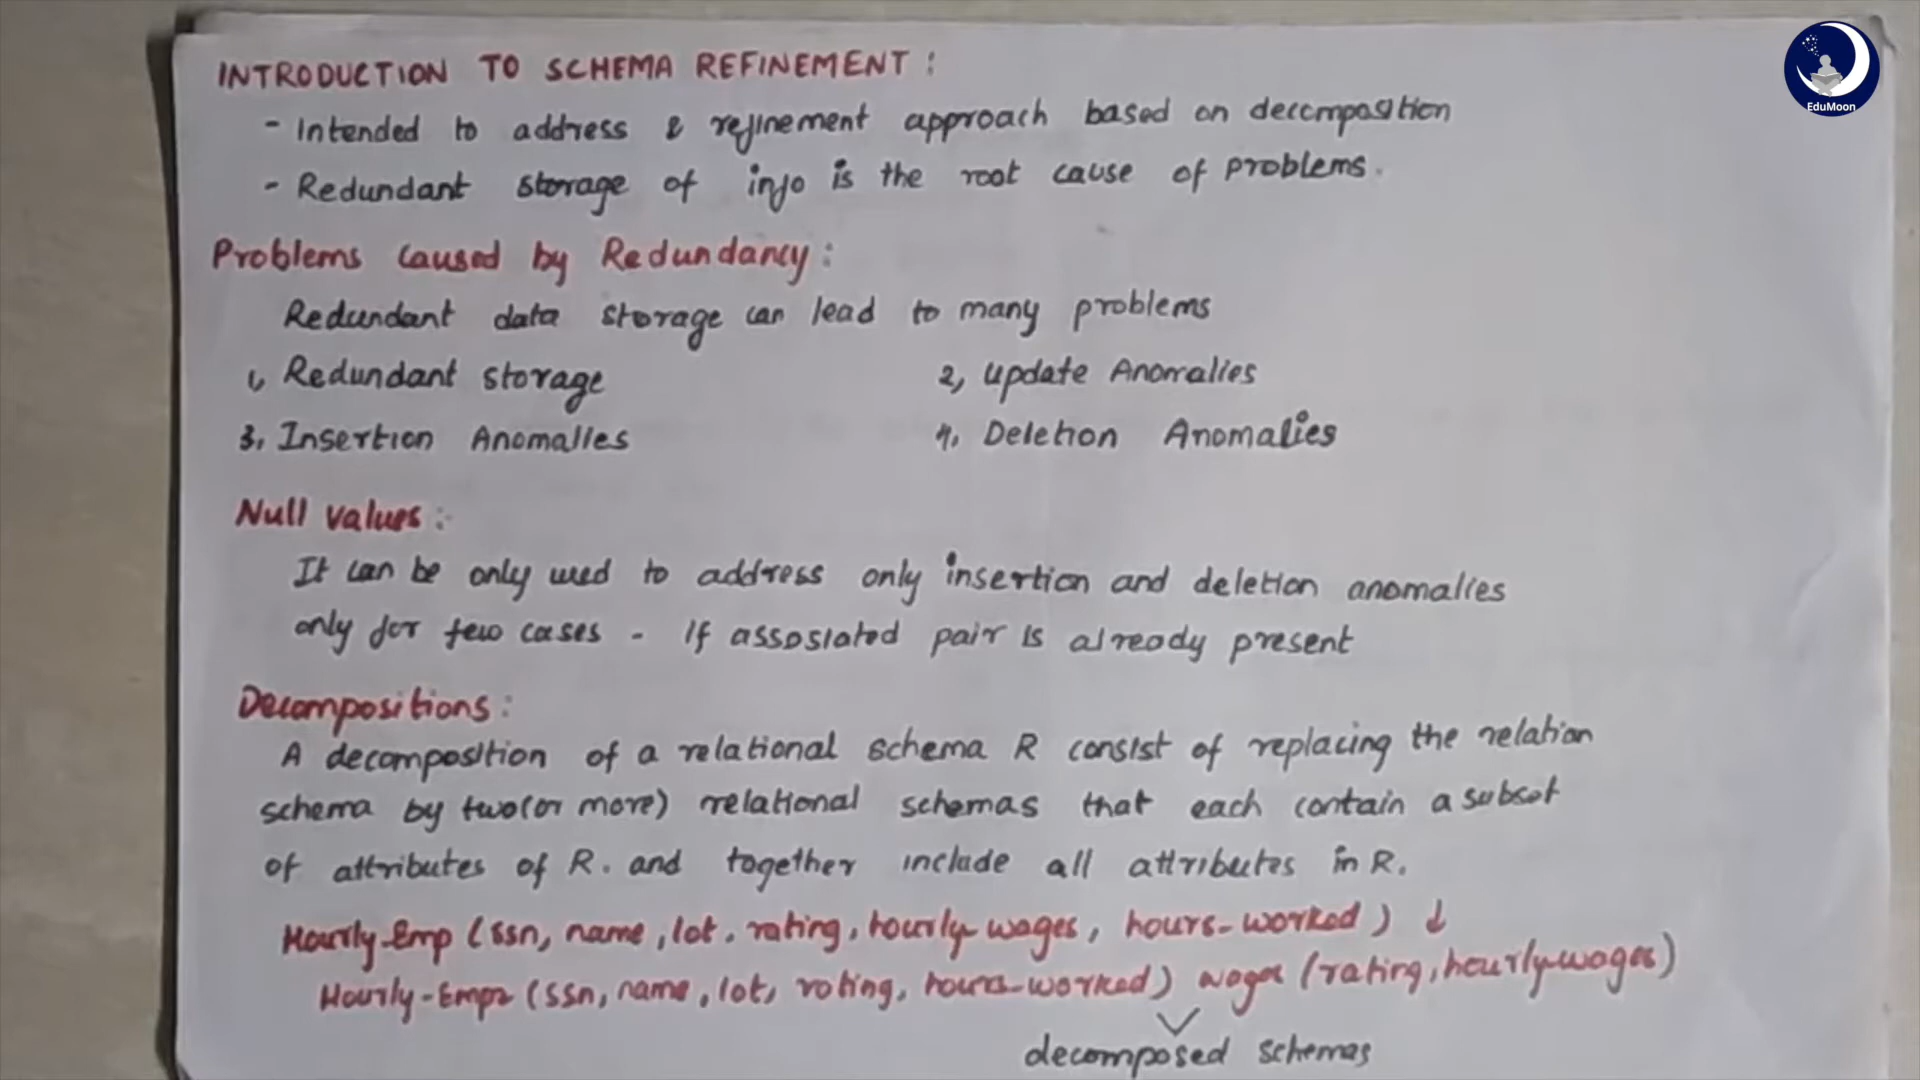 INTRODUCTION TO SCHEMA REFINEMENT :
- Intended to address & refinement approach based on decomposition
- Redundant storage of info is the root cause of problems.
Problems caused by Redundancy :
Redundant data storage can lead to many problems
1, Redundant storage 2, Update Anomalies
3, Insertion Anomalies 4, Deletion Anomalies
Null values :-
It can be only used to address only insertion and deletion anomalies
only for few cases - If assosiated pair is already present
Decompositions :
A decomposition of a relational schema R consist of replacing the relation
schema by two(or more) relational schemas that each contain a subset
of attributes of R. and together include all attributes in R.
Hourly-Emp (ssn, name, lot, rating, hourly-wages, hours-worked) ↓
Hourly-Emp2 (ssn, name, lot, rating, hours-worked) wages (rating, hourly-wages)
decomposed schemas
EduMoon